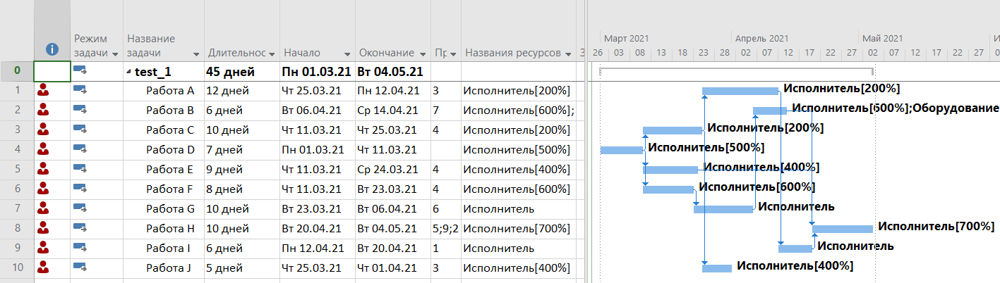 Март 2021 Апрель 2021 Май 2021 И
Режим задачи Название задачи Длительнос Начало Окончание Пр Названия ресурсов З 26 03 08 13 18 23 28 02 07 12 17 22 27 02 07 12 17 22 27 0
0 test_1 45 дней Пн 01.03.21 Вт 04.05.21
1 Работа A 12 дней Чт 25.03.21 Пн 12.04.21 3 Исполнитель[200%] Исполнитель[200%]
2 Работа B 6 дней Вт 06.04.21 Ср 14.04.21 7 Исполнитель[600%]; Исполнитель[600%];Оборудование
3 Работа C 10 дней Чт 11.03.21 Чт 25.03.21 4 Исполнитель[200%] Исполнитель[200%]
4 Работа D 7 дней Пн 01.03.21 Чт 11.03.21 Исполнитель[500%] Исполнитель[500%]
5 Работа E 9 дней Чт 11.03.21 Ср 24.03.21 4 Исполнитель[400%] Исполнитель[400%]
6 Работа F 8 дней Чт 11.03.21 Вт 23.03.21 4 Исполнитель[600%] Исполнитель[600%]
7 Работа G 10 дней Вт 23.03.21 Вт 06.04.21 6 Исполнитель Исполнитель
8 Работа H 10 дней Вт 20.04.21 Вт 04.05.21 5;9;2 Исполнитель[700%] Исполнитель[700%]
9 Работа I 6 дней Пн 12.04.21 Вт 20.04.21 1 Исполнитель Исполнитель
10 Работа J 5 дней Чт 25.03.21 Чт 01.04.21 3 Исполнитель[400%] Исполнитель[400%]